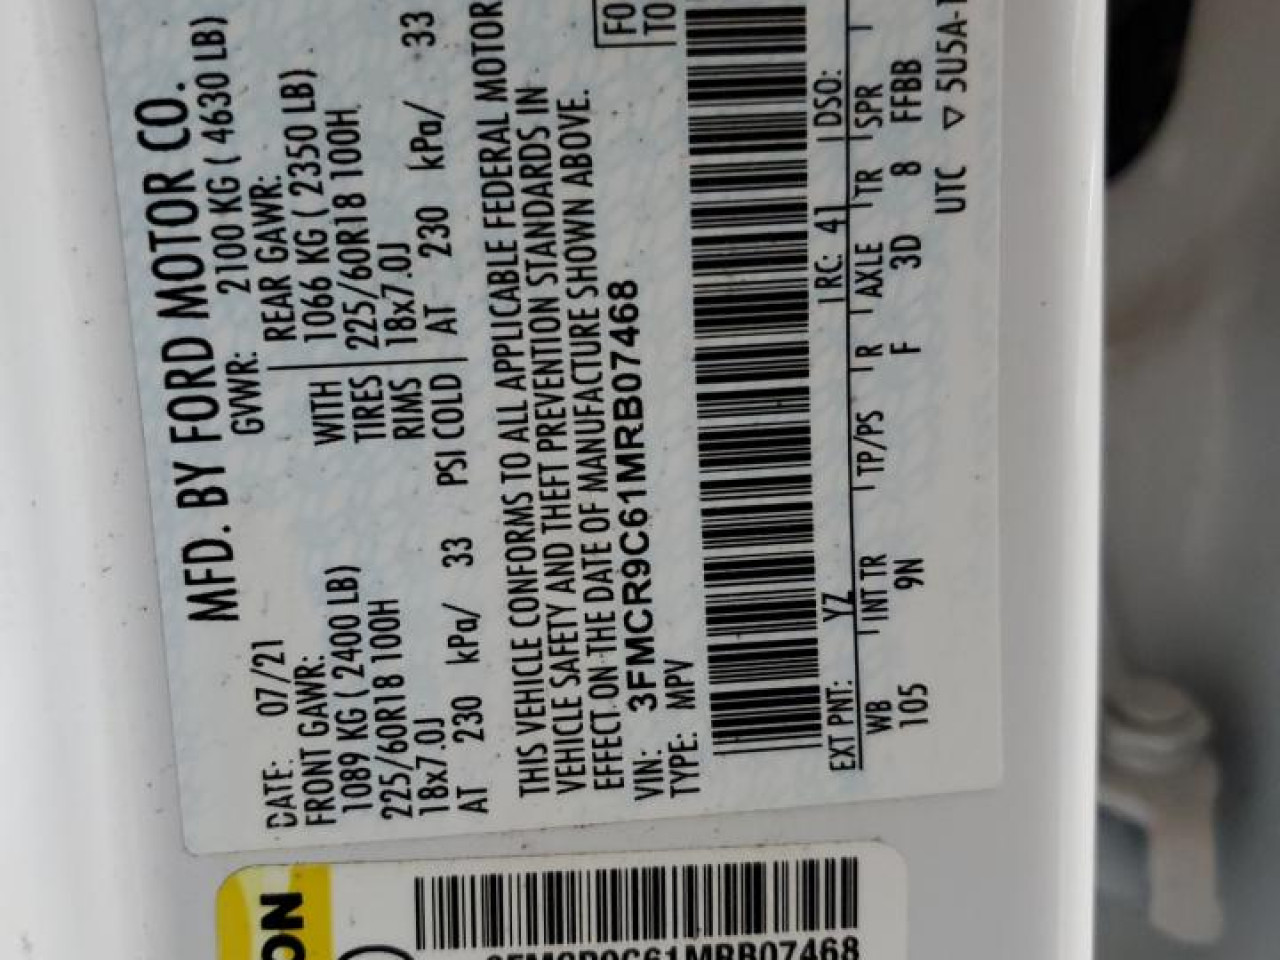 MFD. BY FORD MOTOR CO.
DATE: 07/21 GVWR: 2100 KG ( 4630 LB)
FRONT GAWR: REAR GAWR:
1089 KG ( 2400 LB) WITH 1066 KG ( 2350 LB)
225/60R18 100H TIRES 225/60R18 100H
18x7.0J RIMS 18x7.0J
AT 230 kPa/ 33 PSI COLD AT 230 kPa/ 33
THIS VEHICLE CONFORMS TO ALL APPLICABLE FEDERAL MOTOR
VEHICLE SAFETY AND THEFT PREVENTION STANDARDS IN
EFFECT ON THE DATE OF MANUFACTURE SHOWN ABOVE.
F0
T0
VIN: 3FMCR9C61MRB07468
TYPE: MPV
EXT PNT: YZ RC: 41 DSO:
WB INT TR TP/PS R AXLE TR SPR
105 9N F 3D 8 FFBB
UTC ▽ 5U5A-
ON
3FMCR9C61MRB07468